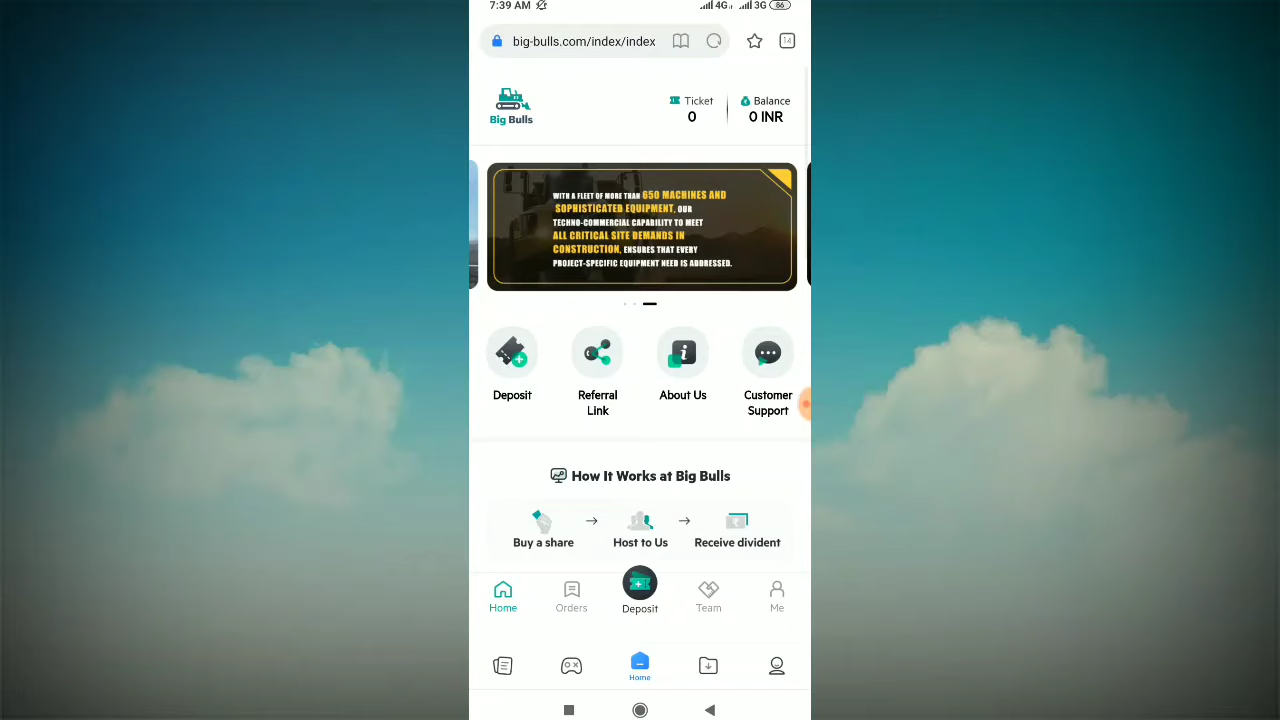 7:39 AM 4G 3G 86
big-bulls.com/index/index 14
Big Bulls
Ticket
0
Balance
0 INR
WITH A FLEET OF MORE THAN 650 MACHINES AND
SOPHISTICATED EQUIPMENT, OUR
TECHNO-COMMERCIAL CAPABILITY TO MEET
ALL CRITICAL SITE DEMANDS IN
CONSTRUCTION, ENSURES THAT EVERY
PROJECT-SPECIFIC EQUIPMENT NEED IS ADDRESSED.
Deposit
Referral
Link
About Us
Customer
Support
How It Works at Big Bulls
Buy a share
Host to Us
Receive divident
Home
Orders
Deposit
Team
Me
Home